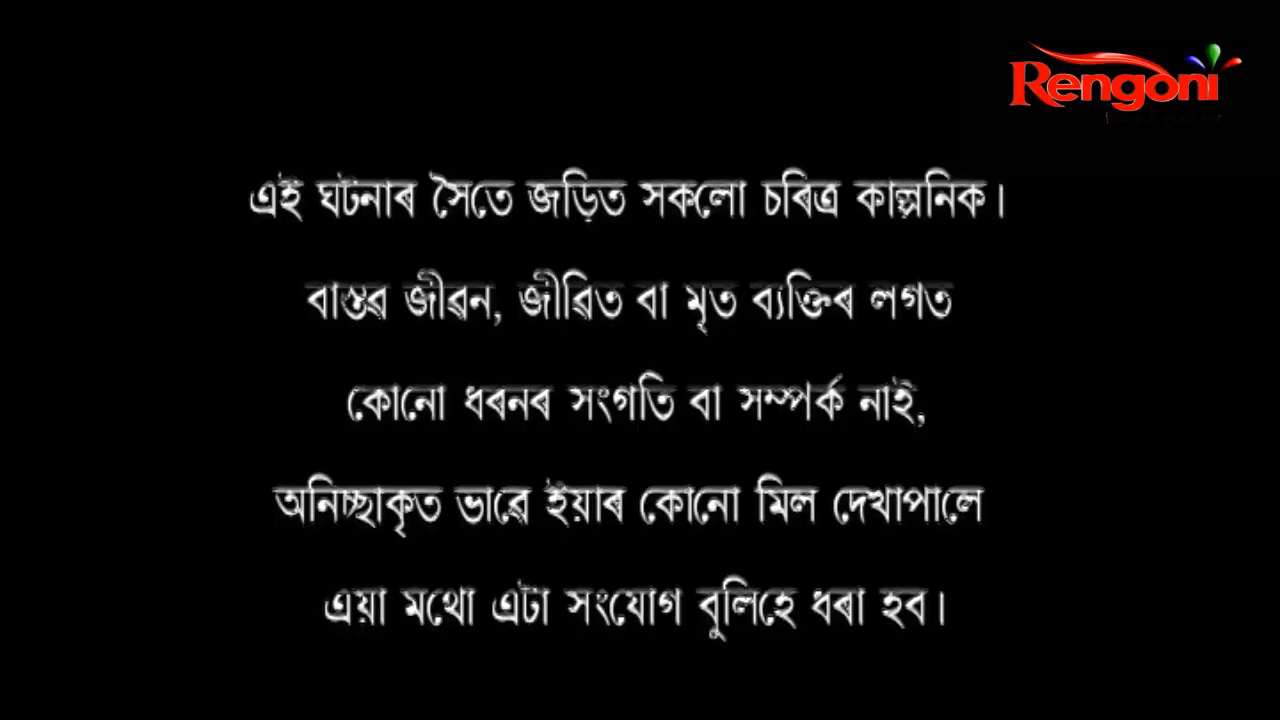 Rengoni
এই ঘটনাৰ সৈতে জড়িত সকলো চৰিত্ৰ কাল্পনিক।
বাস্তৱ জীৱন, জীৱিত বা মৃত ব্যক্তিৰ লগত
কোনো ধৰনৰ সংগতি বা সম্পৰ্ক নাই,
অনিচ্ছাকৃত ভাৱে ইয়াৰ কোনো মিল দেখাপালে
এয়া মথো এটা সংযোগ বুলিহে ধৰা হব।